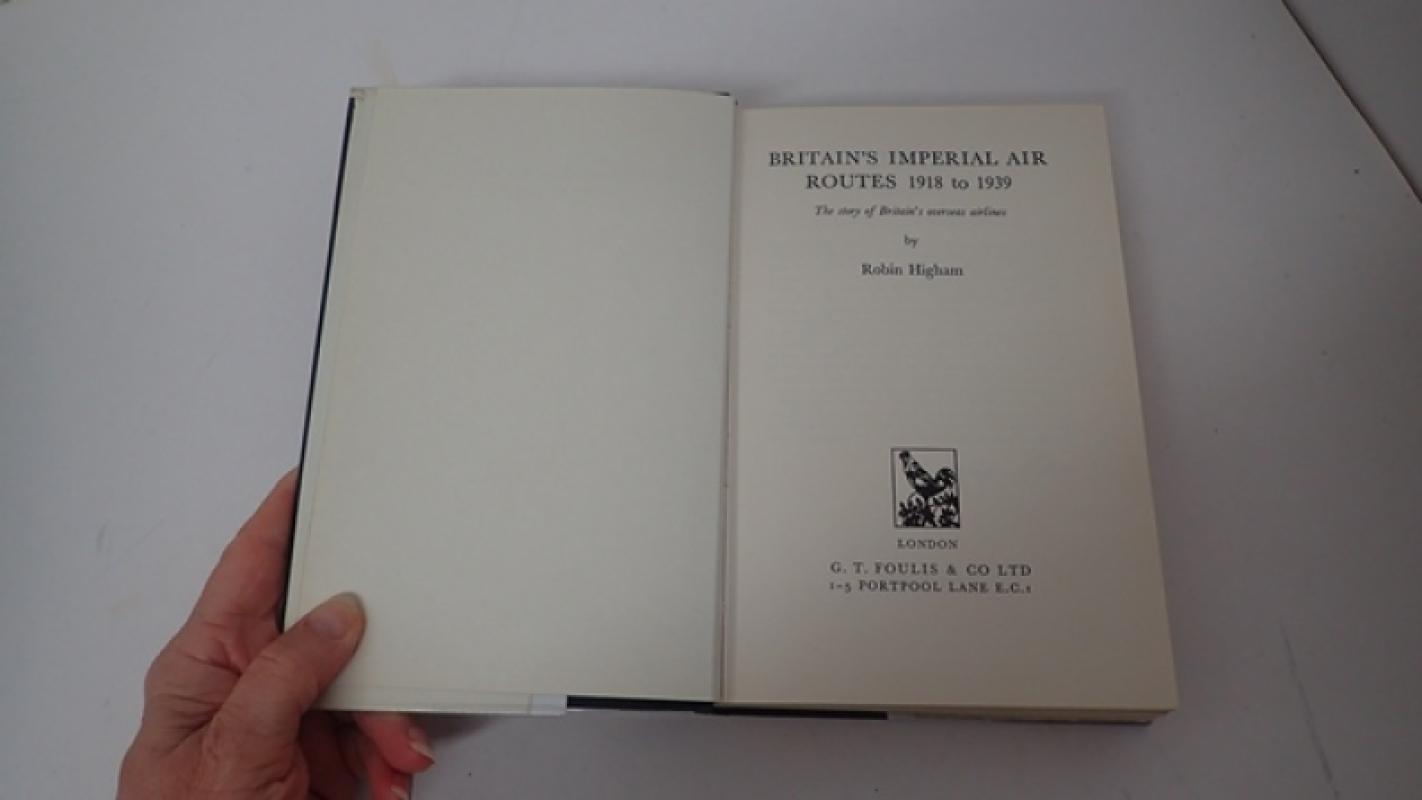 BRITAIN'S IMPERIAL AIR
ROUTES 1918 to 1939
The story of Britain's overseas airlines
by
Robin Higham
LONDON
G. T. FOULIS & CO LTD
1-5 PORTPOOL LANE E.C.1